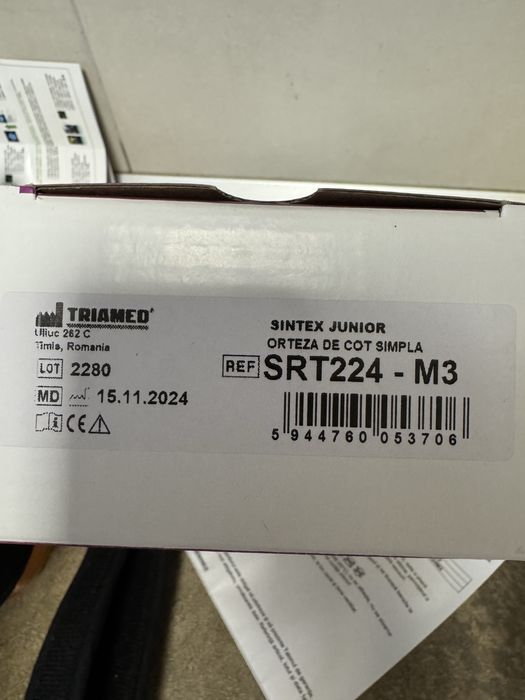 TRIAMED
Uliuc 262 C
Timis, Romania
LOT 2280
MD 15.11.2024
CE
SINTEX JUNIOR
ORTEZA DE COT SIMPLA
REF SRT224 - M3
5 944760 053706